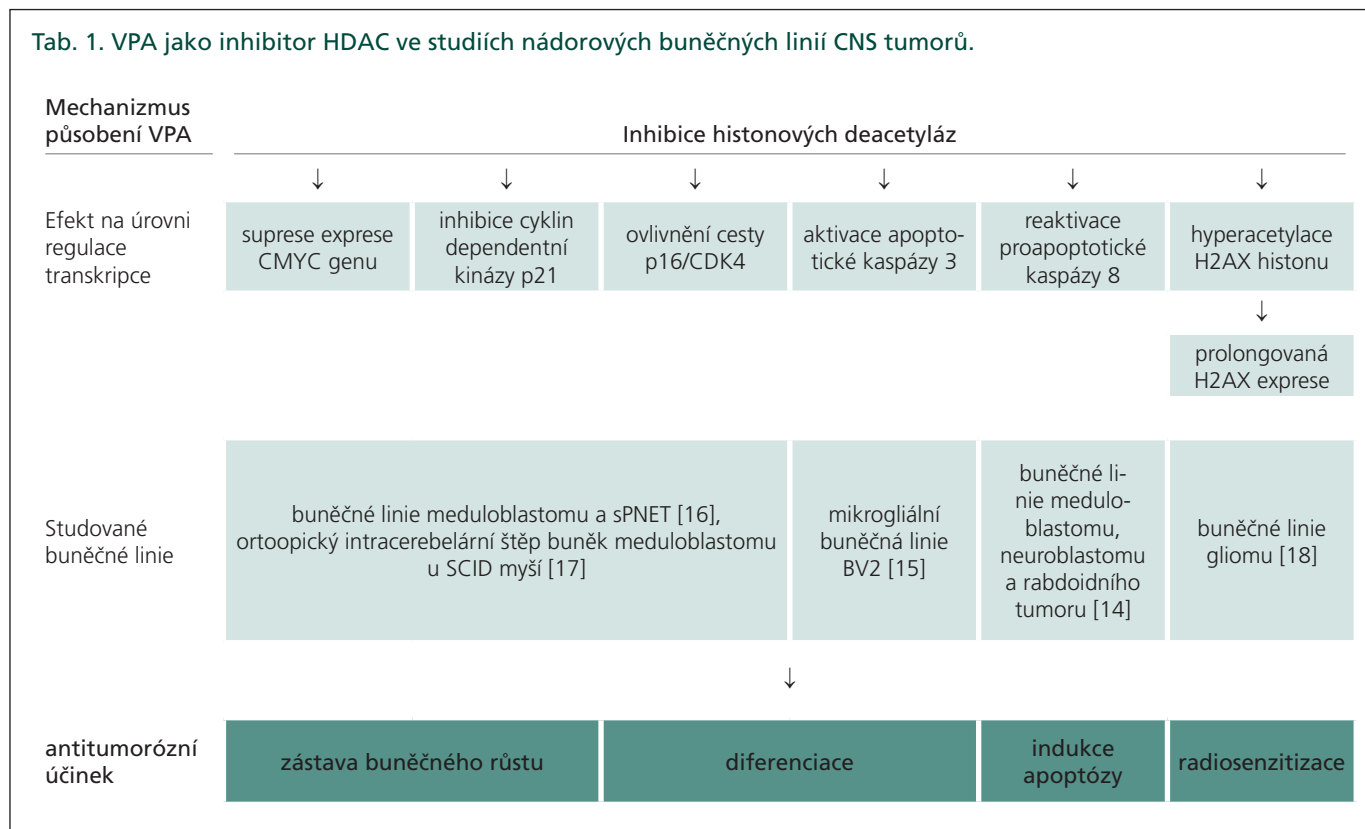 Tab. 1. VPA jako inhibitor HDAC ve studiích nádorových buněčných linií CNS tumorů.
Mechanizmus
působení VPA
Inhibice histonových deacetyláz
↓ ↓ ↓ ↓ ↓ ↓
Efekt na úrovni
regulace
transkripce
suprese exprese
CMYC genu
inhibice cyklin
dependentní
kinázy p21
ovlivnění cesty
p16/CDK4
aktivace apopto-
tické kaspázy 3
reaktivace
proapoptotické
kaspázy 8
hyperacetylace
H2AX histonu
↓
prolongovaná
H2AX exprese
Studované
buněčné linie
buněčné linie meduloblastomu a sPNET [16],
ortoopický intracerebelární štěp buněk meduloblastomu
u SCID myší [17]
mikrogliální
buněčná linie
BV2 [15]
buněčné li-
nie medulo-
blastomu,
neuroblastomu
a rabdoidního
tumoru [14]
buněčné linie
gliomu [18]
↓
antitumorózní
účinek
zástava buněčného růstu
diferenciace
indukce
apoptózy
radiosenzitizace